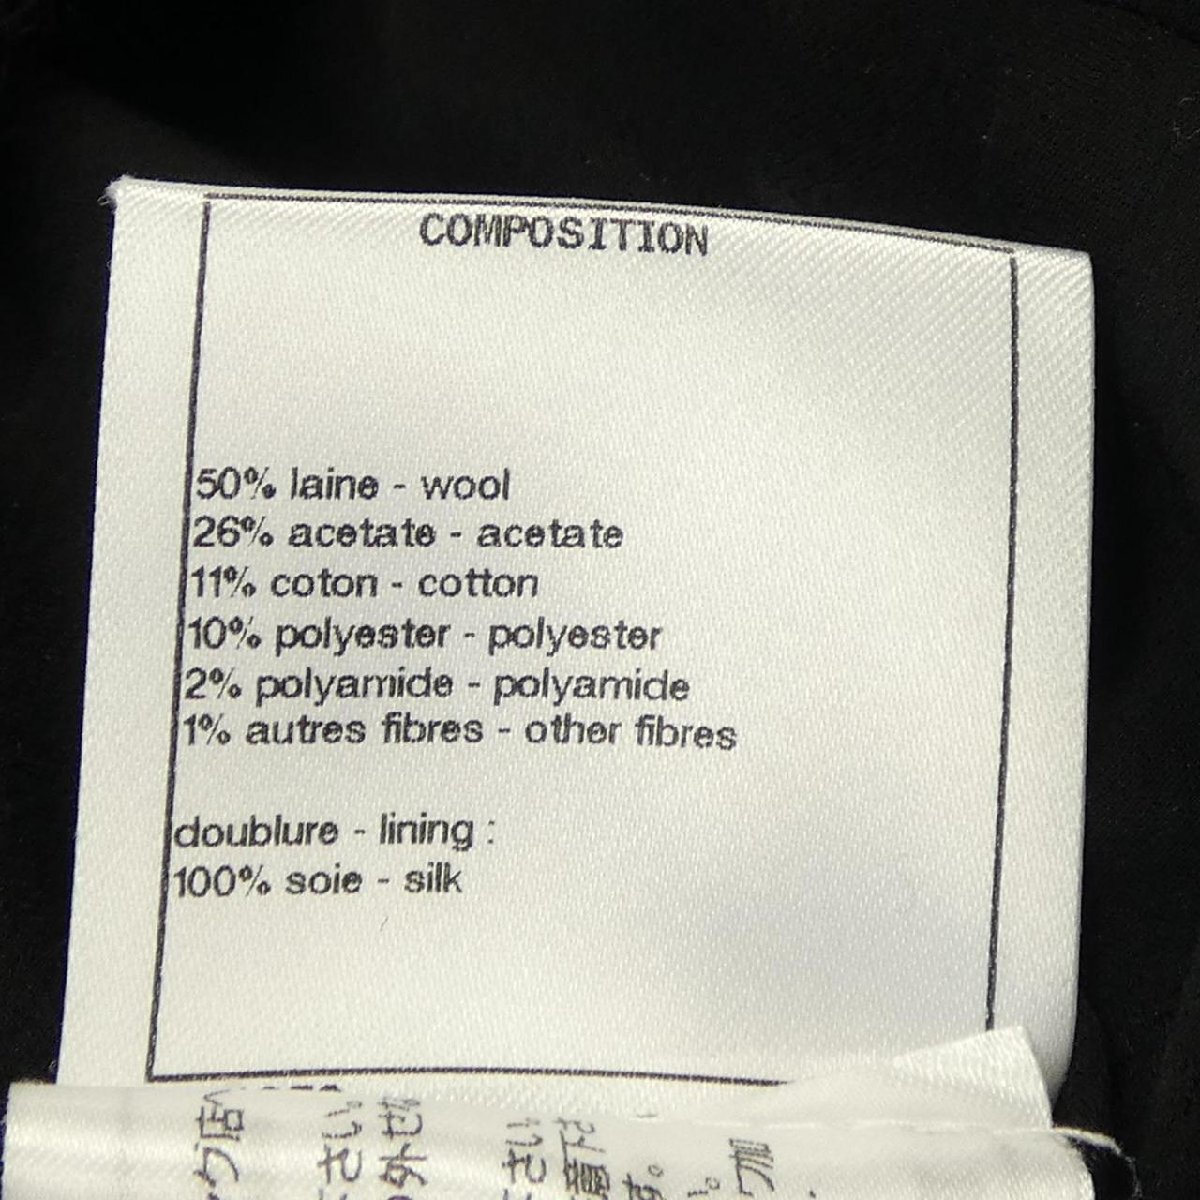 COMPOSITION
50% laine - wool
26% acetate - acetate
11% coton - cotton
10% polyester - polyester
2% polyamide - polyamide
1% autres fibres - other fibres
doublure - lining :
100% soie - silk